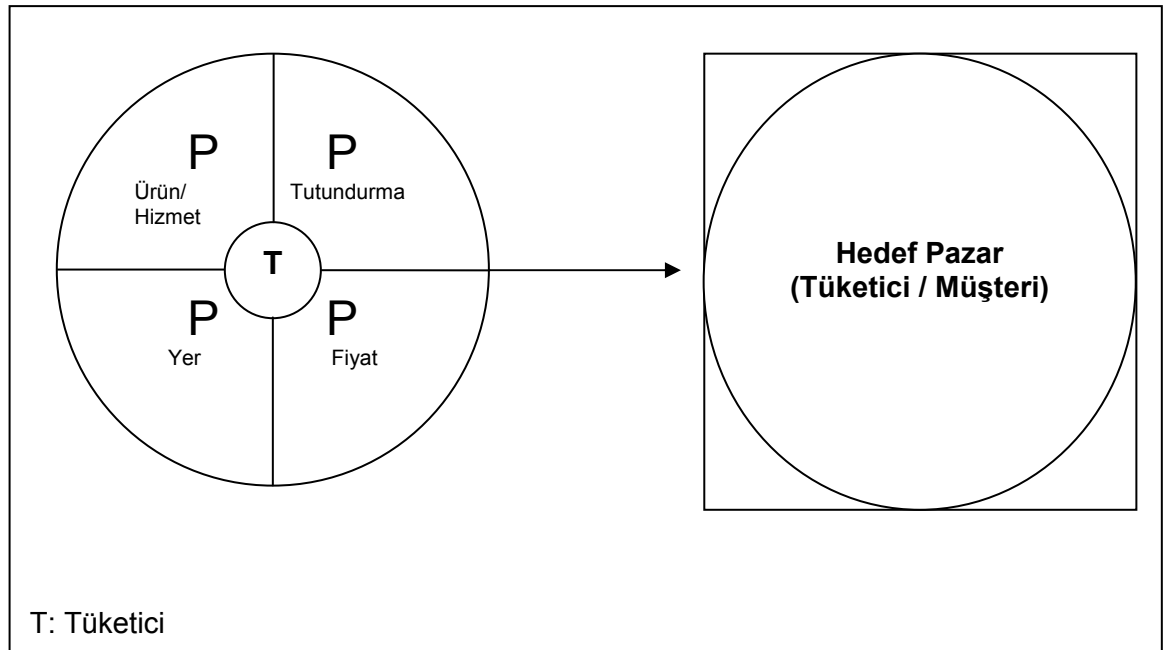 P
Ürün/
Hizmet
P
Tutundurma
T
P
Yer
P
Fiyat
Hedef Pazar
(Tüketici / Müşteri)
T: Tüketici